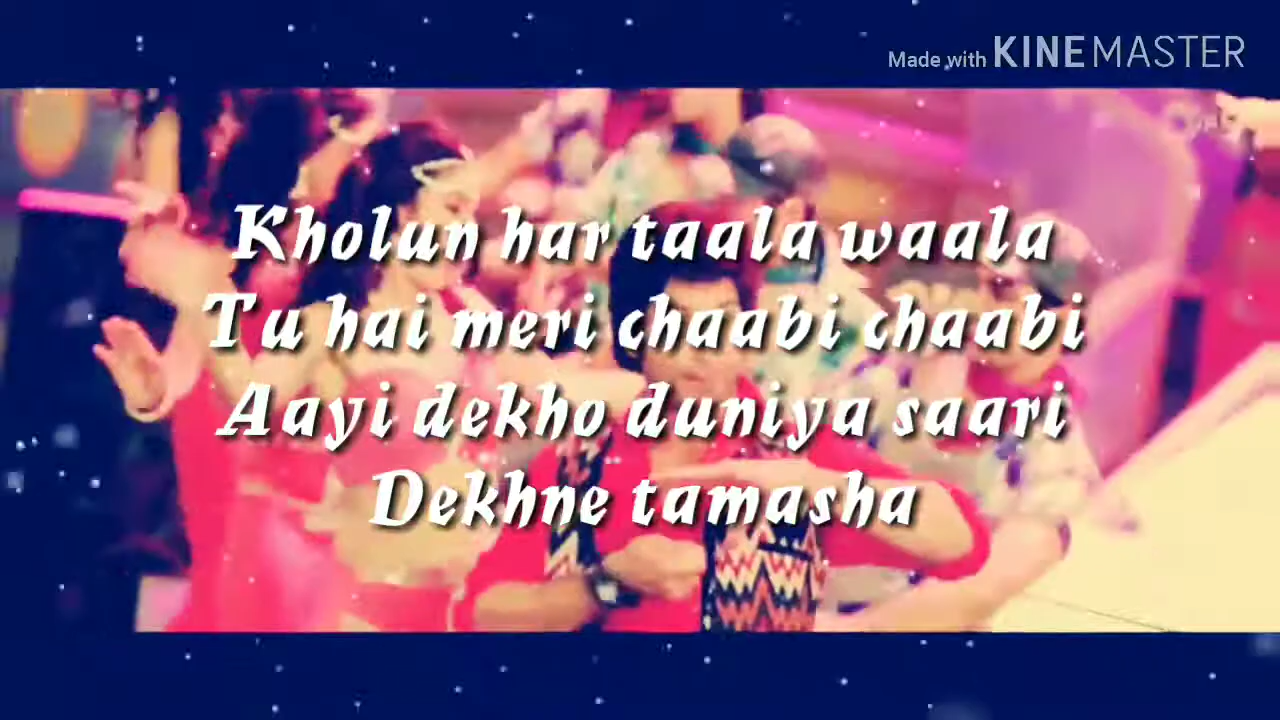 Made with KINEMASTER
Kholun har taala waala
Tu hai meri chaabi chaabi
Aayi dekho duniya saari
Dekhne tamasha